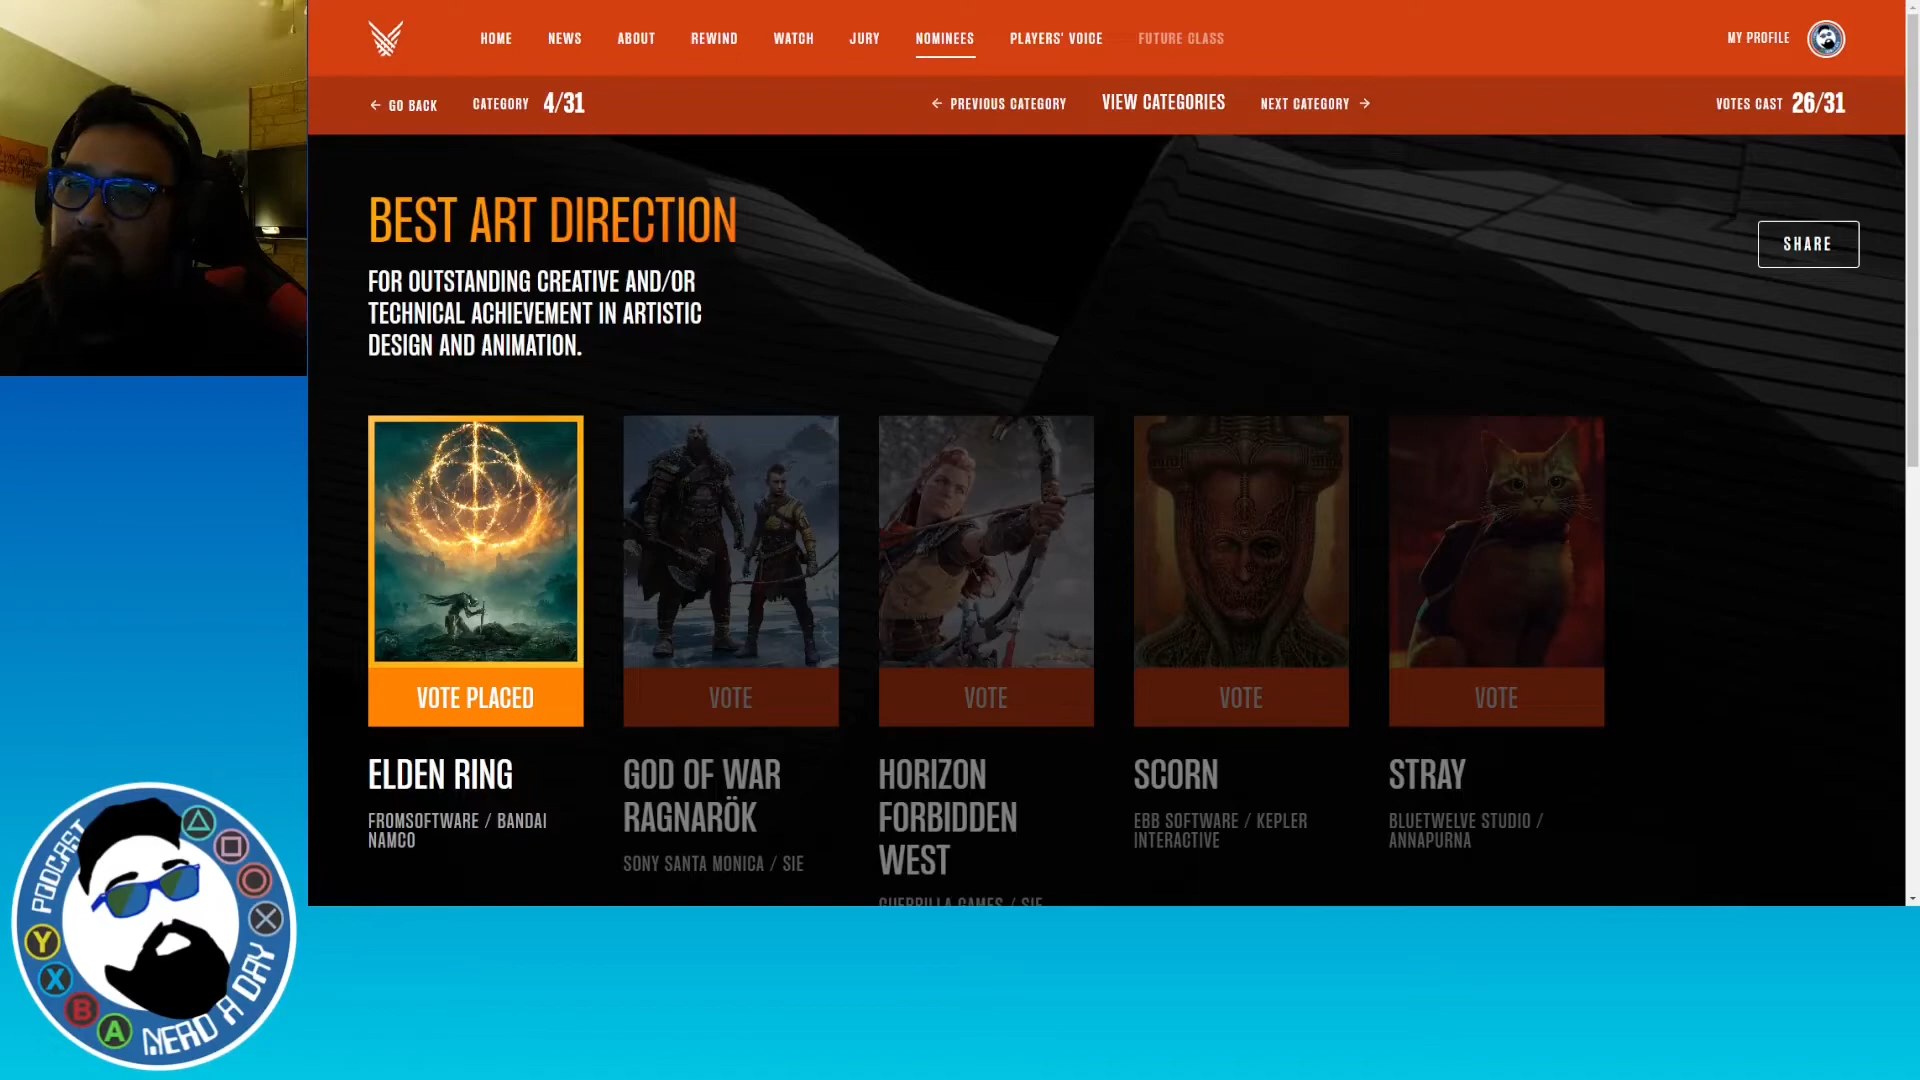 HOME
NEWS
ABOUT
REWIND
WATCH
JURY
NOMINEES
PLAYERS' VOICE
FUTURE CLASS
MY PROFILE
← GO BACK
CATEGORY 4/31
← PREVIOUS CATEGORY
VIEW CATEGORIES
NEXT CATEGORY →
VOTES CAST 26/31
BEST ART DIRECTION
FOR OUTSTANDING CREATIVE AND/OR
TECHNICAL ACHIEVEMENT IN ARTISTIC
DESIGN AND ANIMATION.
SHARE
VOTE PLACED
VOTE
VOTE
VOTE
VOTE
ELDEN RING
FROMSOFTWARE / BANDAI
NAMCO
GOD OF WAR
RAGNARÖK
SONY SANTA MONICA / SIE
HORIZON
FORBIDDEN
WEST
GUERRILLA GAMES / SIE
SCORN
EBB SOFTWARE / KEPLER
INTERACTIVE
STRAY
BLUETWELVE STUDIO /
ANNAPURNA
PODCAST
Y
X
B
A
NERD A DAY